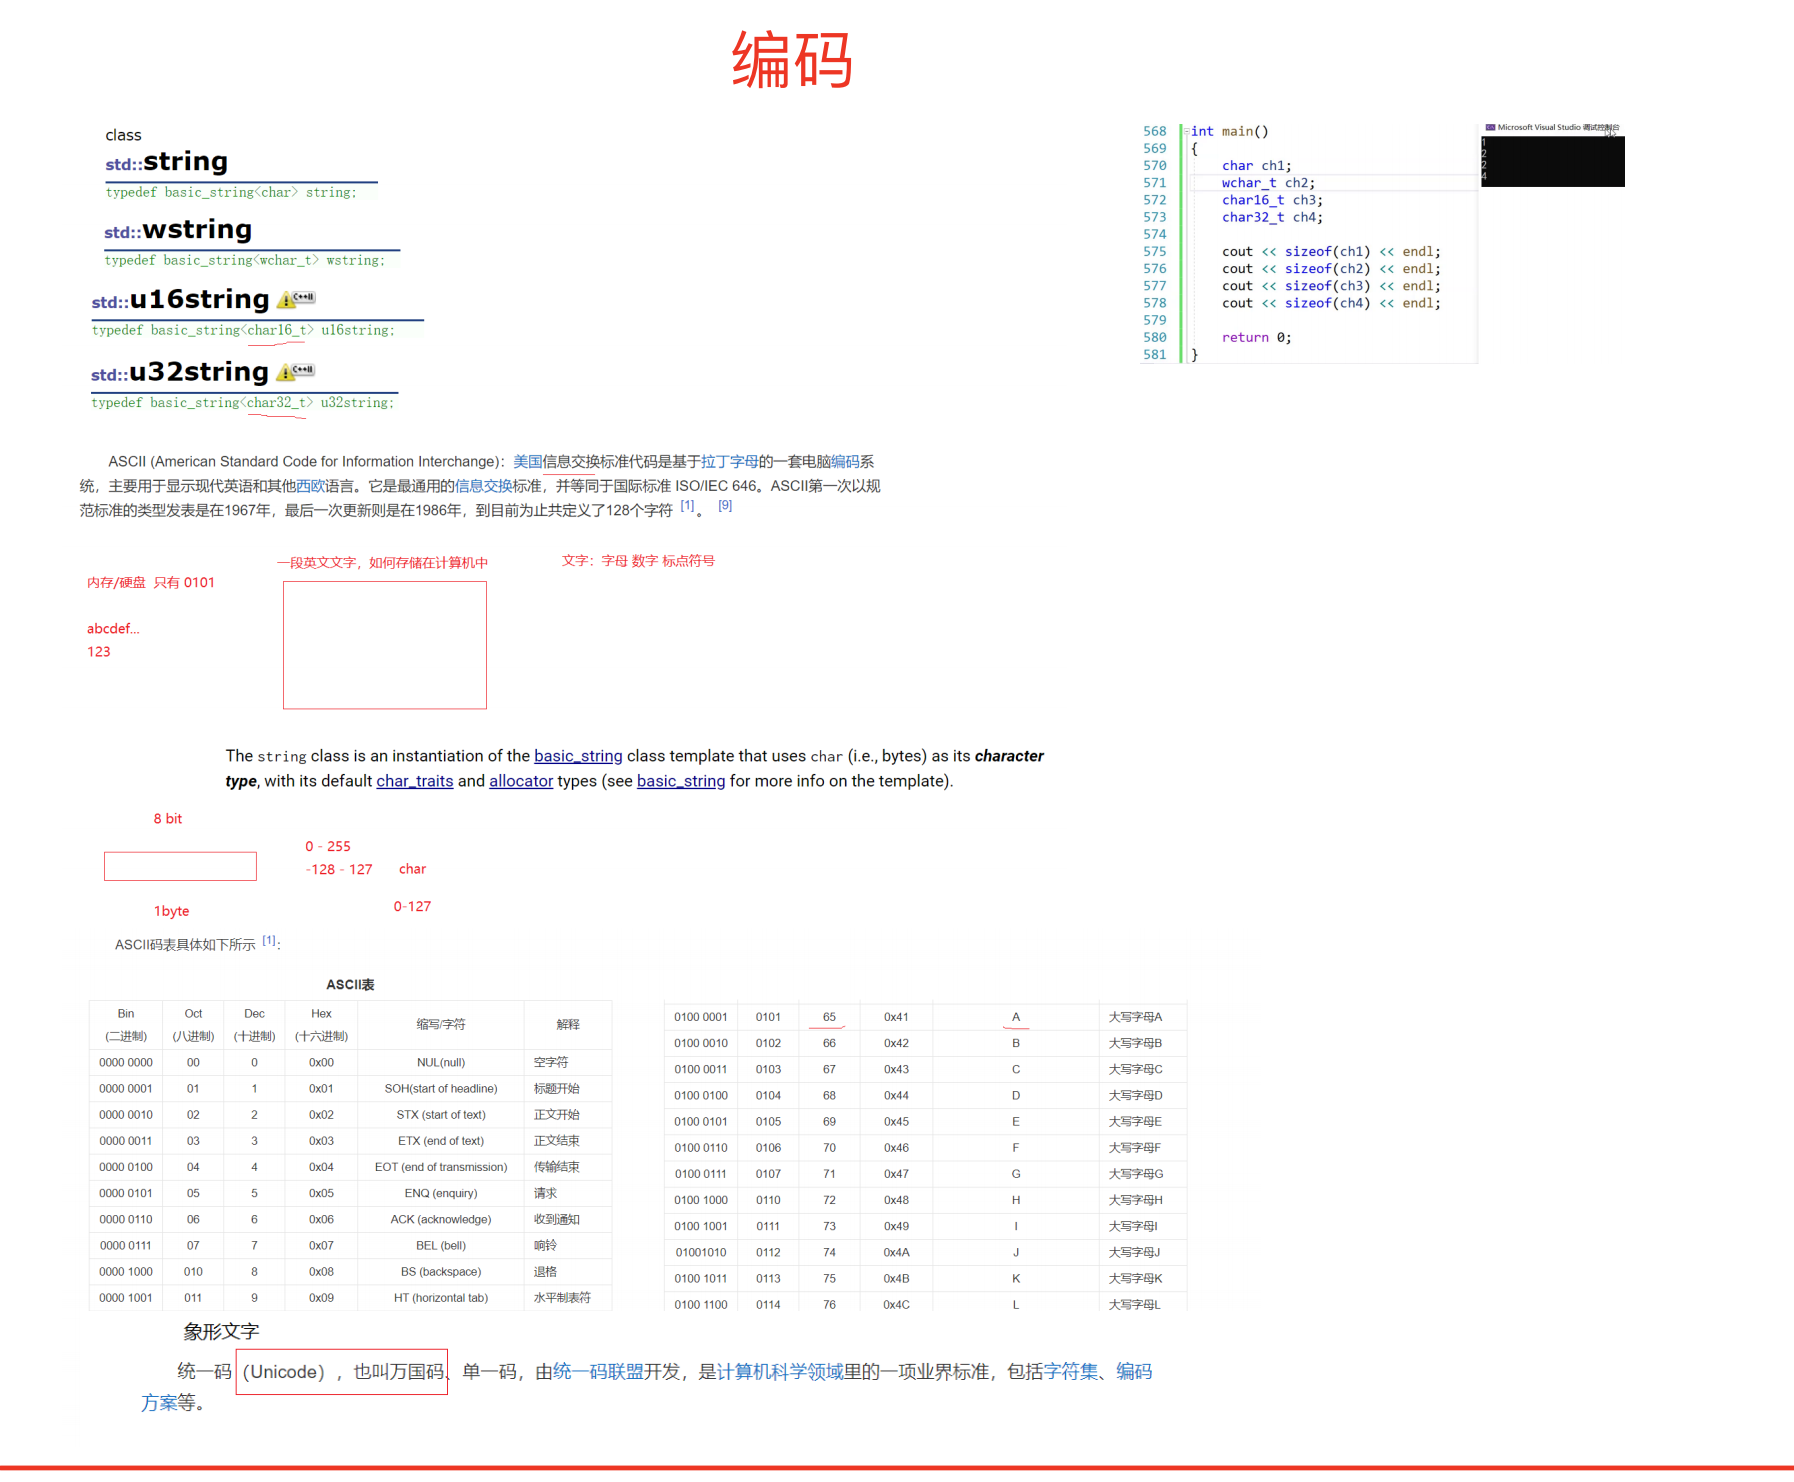 编码
class
std::string
typedef basic_string<char> string;
std::wstring
typedef basic_string<wchar_t> wstring;
std::u16string C++11
typedef basic_string<char16_t> u16string;
std::u32string C++11
typedef basic_string<char32_t> u32string;
568 int main()
569 {
570 char ch1;
571 wchar_t ch2;
572 char16_t ch3;
573 char32_t ch4;
574
575 cout << sizeof(ch1) << endl;
576 cout << sizeof(ch2) << endl;
577 cout << sizeof(ch3) << endl;
578 cout << sizeof(ch4) << endl;
579
580 return 0;
581 }
Microsoft Visual Studio 调试控制台
1
2
2
4
ASCII (American Standard Code for Information Interchange)：美国信息交换标准代码是基于拉丁字母的一套电脑编码系
统，主要用于显示现代英语和其他西欧语言。它是最通用的信息交换标准，并等同于国际标准 ISO/IEC 646。ASCII第一次以规
范标准的类型发表是在1967年，最后一次更新则是在1986年，到目前为止共定义了128个字符 [1] 。 [9]
一段英文文字，如何存储在计算机中
文字：字母 数字 标点符号
内存/硬盘 只有 0101
abcdef...
123
The string class is an instantiation of the basic_string class template that uses char (i.e., bytes) as its character
type, with its default char_traits and allocator types (see basic_string for more info on the template).
8 bit
0 - 255
-128 - 127 char
1byte
0-127
ASCII码表具体如下所示 [1]:
ASCII表
Bin Oct Dec Hex 缩写/字符 解释
(二进制) (八进制) (十进制) (十六进制)
0000 0000 00 0 0x00 NUL(null) 空字符
0000 0001 01 1 0x01 SOH(start of headline) 标题开始
0000 0010 02 2 0x02 STX (start of text) 正文开始
0000 0011 03 3 0x03 ETX (end of text) 正文结束
0000 0100 04 4 0x04 EOT (end of transmission) 传输结束
0000 0101 05 5 0x05 ENQ (enquiry) 请求
0000 0110 06 6 0x06 ACK (acknowledge) 收到通知
0000 0111 07 7 0x07 BEL (bell) 响铃
0000 1000 010 8 0x08 BS (backspace) 退格
0000 1001 011 9 0x09 HT (horizontal tab) 水平制表符
0100 0001 0101 65 0x41 A 大写字母A
0100 0010 0102 66 0x42 B 大写字母B
0100 0011 0103 67 0x43 C 大写字母C
0100 0100 0104 68 0x44 D 大写字母D
0100 0101 0105 69 0x45 E 大写字母E
0100 0110 0106 70 0x46 F 大写字母F
0100 0111 0107 71 0x47 G 大写字母G
0100 1000 0110 72 0x48 H 大写字母H
0100 1001 0111 73 0x49 I 大写字母I
01001010 0112 74 0x4A J 大写字母J
0100 1011 0113 75 0x4B K 大写字母K
0100 1100 0114 76 0x4C L 大写字母L
象形文字
统一码（Unicode），也叫万国码、单一码，由统一码联盟开发，是计算机科学领域里的一项业界标准，包括字符集、编码
方案等。